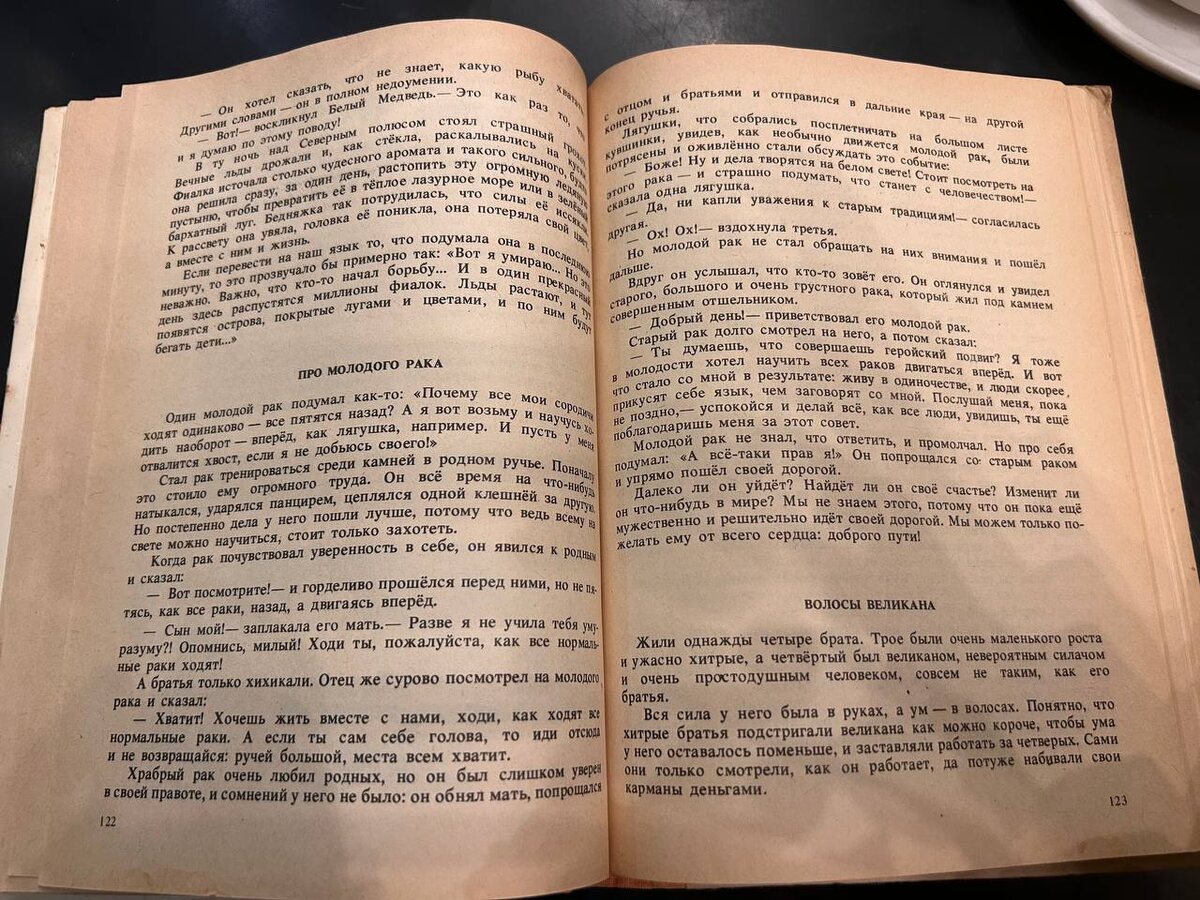 — Он хотел сказать, что не знает, какую рыбу
Другими словами — он в полном недоумении.
— Вот!— воскликнул Белый Медведь.— Это как раз то, что
и я думаю по этому поводу!
В ту ночь над Северным полюсом стоял страшный грохот.
Вечные льды дрожали и, как стёкла, раскалывались на куски.
Фиалка источала столько чудесного аромата и такого сильного, будто
она решила сразу, за один день, растопить эту огромную ледяную
пустыню, чтобы превратить её в тёплое лазурное море или в зелёный
бархатный луг. Бедняжка так потрудилась, что силы её иссякли.
К рассвету она увяла, головка её поникла, она потеряла свой цвет,
а вместе с ним и жизнь.
Если перевести на наш язык то, что подумала она в последнюю
минуту, то это прозвучало бы примерно так: «Вот я умираю... Но это
неважно. Важно, что кто-то начал борьбу... И в один прекрасный
день здесь распустятся миллионы фиалок. Льды растают, и тут
появятся острова, покрытые лугами и цветами, и по ним будут
бегать дети...»
ПРО МОЛОДОГО РАКА
Один молодой рак подумал как-то: «Почему все мои сородичи
ходят одинаково — все пятятся назад? А я вот возьму и научусь хо-
дить наоборот — вперёд, как лягушка, например. И пусть у меня
отвалится хвост, если я не добьюсь своего!»
Стал рак тренироваться среди камней в родном ручье. Поначалу
это стоило ему огромного труда. Он всё время на что-нибудь
натыкался, ударялся панцирем, цеплялся одной клешнёй за другую.
Но постепенно дела у него пошли лучше, потому что ведь всему на
свете можно научиться, стоит только захотеть.
Когда рак почувствовал уверенность в себе, он явился к родным
и сказал:
— Вот посмотрите!— и горделиво прошёлся перед ними, но не пя-
тясь, как все раки, назад, а двигаясь вперёд.
— Сын мой!— заплакала его мать.— Разве я не учила тебя уму-
разуму?! Опомнись, милый! Ходи ты, пожалуйста, как все нормаль-
ные раки ходят!
А братья только хихикали. Отец же сурово посмотрел на молодого
рака и сказал:
— Хватит! Хочешь жить вместе с нами, ходи, как ходят все
нормальные раки. А если ты сам себе голова, то иди отсюда
и не возвращайся: ручей большой, места всем хватит.
Храбрый рак очень любил родных, но он был слишком уверен
в своей правоте, и сомнений у него не было: он обнял мать, попрощался
122
с отцом и братьями и отправился в дальние края — на другой
конец ручья.
Лягушки, что собрались посплетничать на большом листе
кувшинки, увидев, как необычно движется молодой рак, были
потрясены и оживлённо стали обсуждать это событие:
— Боже! Ну и дела творятся на белом свете! Стоит посмотреть на
этого рака — и страшно подумать, что станет с человечеством!—
сказала одна лягушка.
— Да, ни капли уважения к старым традициям!— согласилась
другая.
— Ох! Ох!— вздохнула третья.
Но молодой рак не стал обращать на них внимания и пошёл
дальше.
Вдруг он услышал, что кто-то зовёт его. Он оглянулся и увидел
старого, большого и очень грустного рака, который жил под камнем
совершенным отшельником.
— Добрый день!— приветствовал его молодой рак.
Старый рак долго смотрел на него, а потом сказал:
— Ты думаешь, что совершаешь геройский подвиг? Я тоже
в молодости хотел научить всех раков двигаться вперёд. И вот
что стало со мной в результате: живу в одиночестве, и люди скорее
прикусят себе язык, чем заговорят со мной. Послушай меня, пока
не поздно,— успокойся и делай всё, как все люди, увидишь, ты ещё
поблагодаришь меня за этот совет.
Молодой рак не знал, что ответить, и промолчал. Но про себя
подумал: «А всё-таки прав я!» Он попрощался со старым раком
и упрямо пошёл своей дорогой.
Далеко ли он уйдёт? Найдёт ли он своё счастье? Изменит ли
он что-нибудь в мире? Мы не знаем этого, потому что он пока ещё
мужественно и решительно идёт своей дорогой. Мы можем только по-
желать ему от всего сердца: доброго пути!
ВОЛОСЫ ВЕЛИКАНА
Жили однажды четыре брата. Трое были очень маленького роста
и ужасно хитрые, а четвёртый был великаном, невероятным силачом
и очень простодушным человеком, совсем не таким, как его
братья.
Вся сила у него была в руках, а ум — в волосах. Понятно, что
хитрые братья подстригали великана как можно короче, чтобы ума
у него оставалось поменьше, и заставляли работать за четверых. Сами
они только смотрели, как он работает, да потуже набивали свои
карманы деньгами.
123